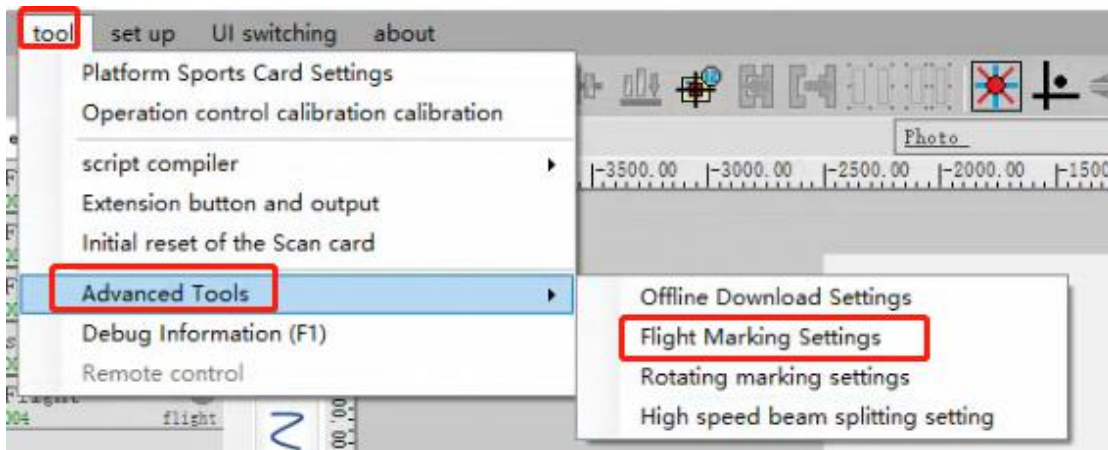 tool set up UI switching about
Platform Sports Card Settings
Operation control calibration calibration
Photo
script compiler
-3500.00 -3000.00 -2500.00 -2000.00 -1500
Extension button and output
Initial reset of the Scan card
Advanced Tools
Offline Download Settings
Debug Information (F1)
Flight Marking Settings
Remote control
Rotating marking settings
004 flight
High speed beam splitting setting